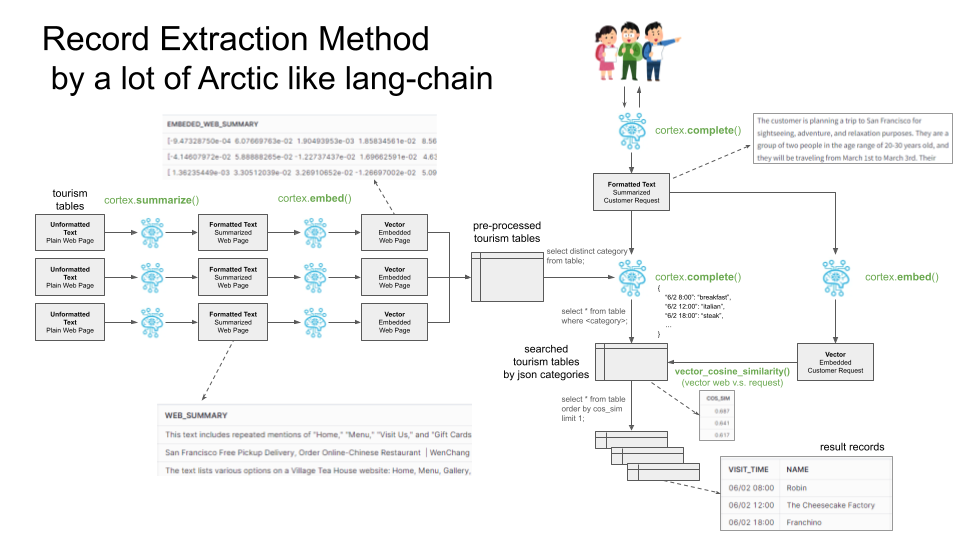 Record Extraction Method
by a lot of Arctic like lang-chain
EMBEDED_WEB_SUMMARY
[-9.47328750e-04 6.07669763e-02 1.90493953e-03 1.85834561e-02 8.56
[-4.14607972e-02 5.88888265e-02 -1.22737437e-02 1.69662591e-02 4.63
[ 1.36235449e-03 3.30512039e-02 3.26910652e-02 -1.26697002e-02 5.09
tourism
tables
cortex.summarize()
cortex.embed()
Unformatted
Text
Plain Web Page
Formatted Text
Summarized
Web Page
Vector
Embedded
Web Page
Unformatted
Text
Plain Web Page
Formatted Text
Summarized
Web Page
Vector
Embedded
Web Page
Unformatted
Text
Plain Web Page
Formatted Text
Summarized
Web Page
Vector
Embedded
Web Page
WEB_SUMMARY
This text includes repeated mentions of "Home," "Menu," "Visit Us," and "Gift Cards
San Francisco Free Pickup Delivery, Order Online-Chinese Restaurant | WenChang
The text lists various options on a Village Tea House website: Home, Menu, Gallery,
pre-processed
tourism tables
select distinct category
from table;
cortex.complete()
The customer is planning a trip to San Francisco for
sightseeing, adventure, and relaxation purposes. They are a
group of two people in the age range of 20-30 years old, and
they will be traveling from March 1st to March 3rd. Their
Formatted Text
Summarized
Customer Request
cortex.complete()
{
"6/2 8:00": "breakfast",
"6/2 12:00": "italian",
"6/2 18:00": "steak",
...
}
cortex.embed()
select * from table
where <category>;
searched
tourism tables
by json categories
Vector
Embedded
Customer Request
vector_cosine_similarity()
(vector web v.s. request)
COS_SIM
0.687
0.641
0.617
select * from table
order by cos_sim
limit 1;
result records
VISIT_TIME NAME
06/02 08:00 Robin
06/02 12:00 The Cheesecake Factory
06/02 18:00 Franchino